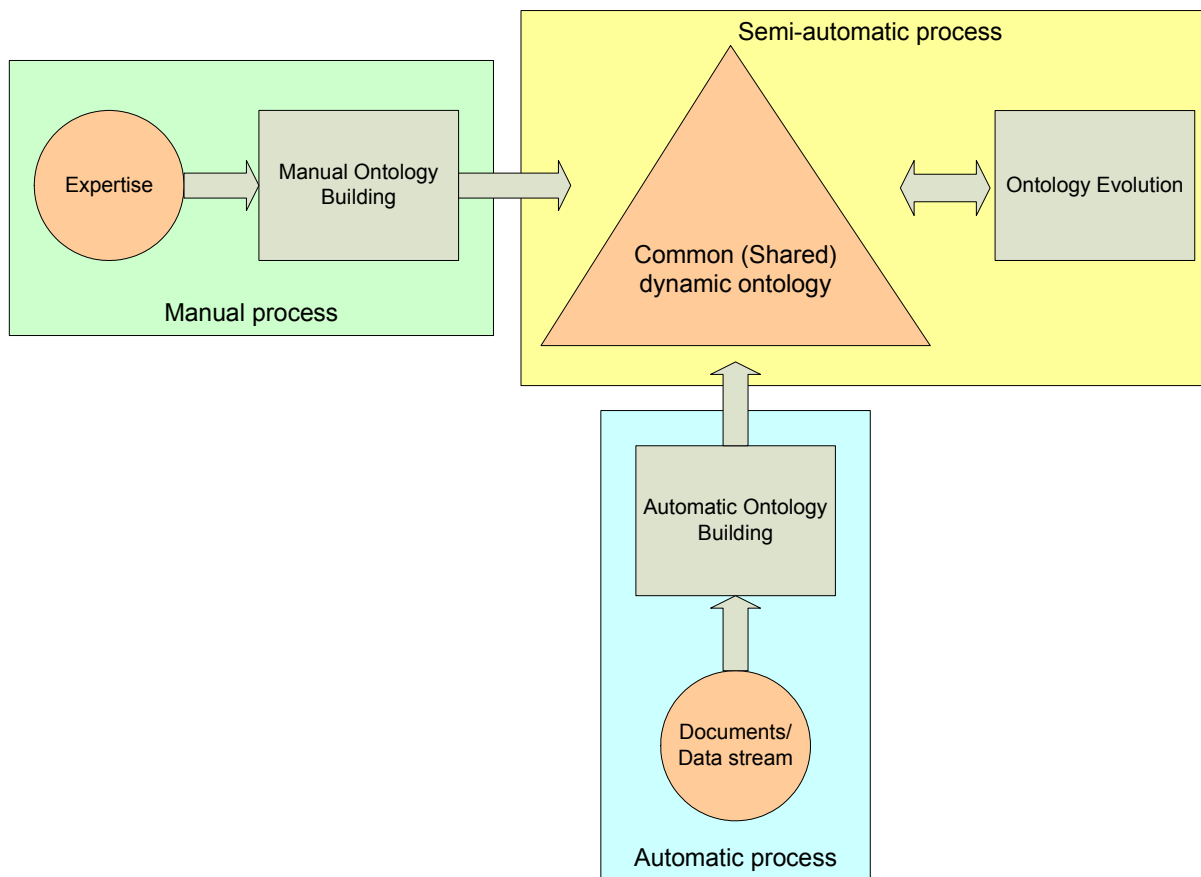 Semi-automatic process
Expertise
Manual Ontology
Building
Manual process
Common (Shared)
dynamic ontology
Ontology Evolution
Automatic Ontology
Building
Documents/
Data stream
Automatic process